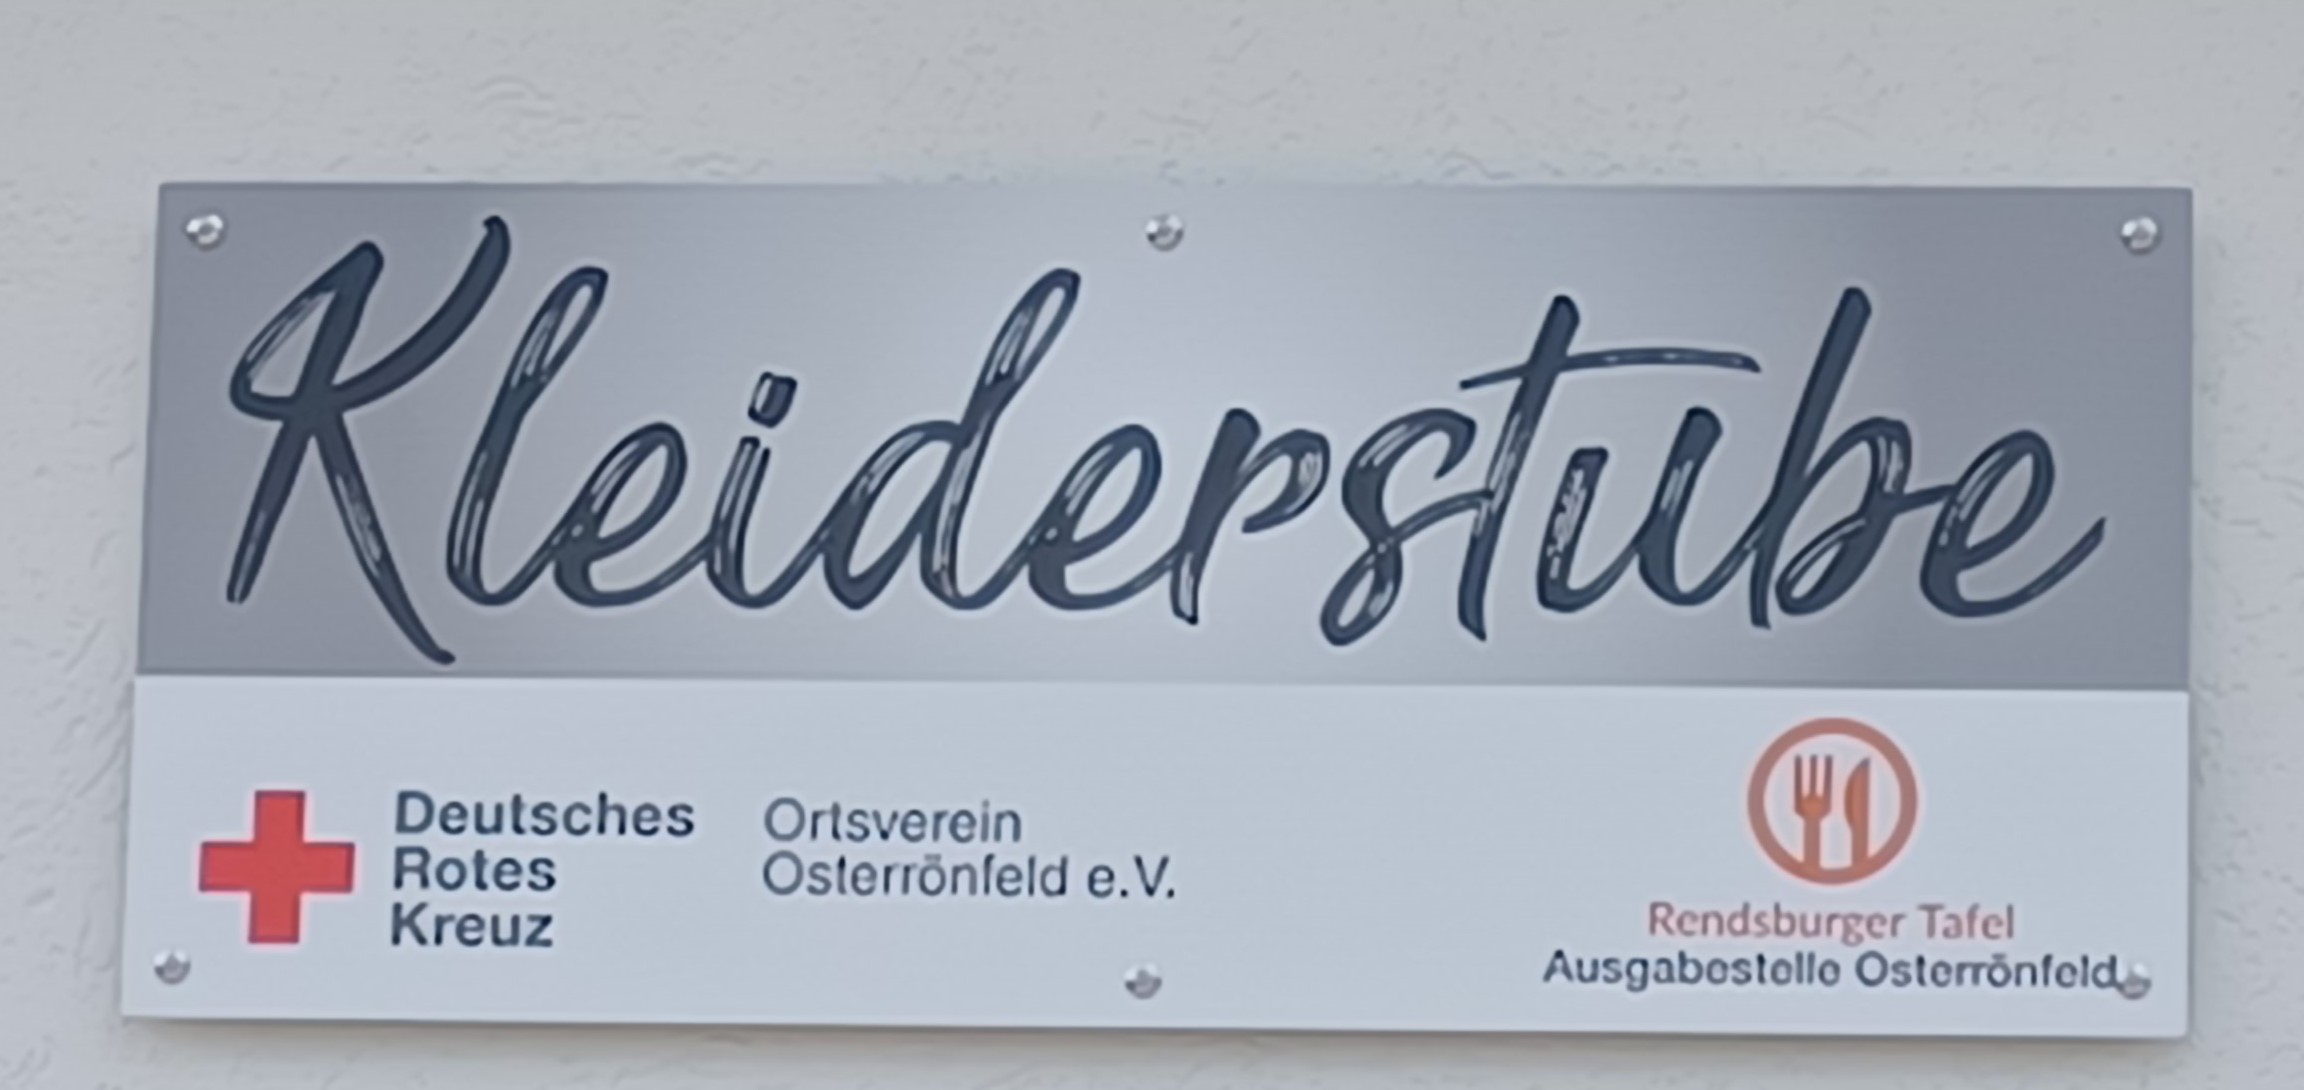 Kleiderstube
Deutsches
Rotes
Kreuz
Ortsverein
Osterrönfeld e.V.
Rendsburger Tafel
Ausgabestelle Osterrönfeld